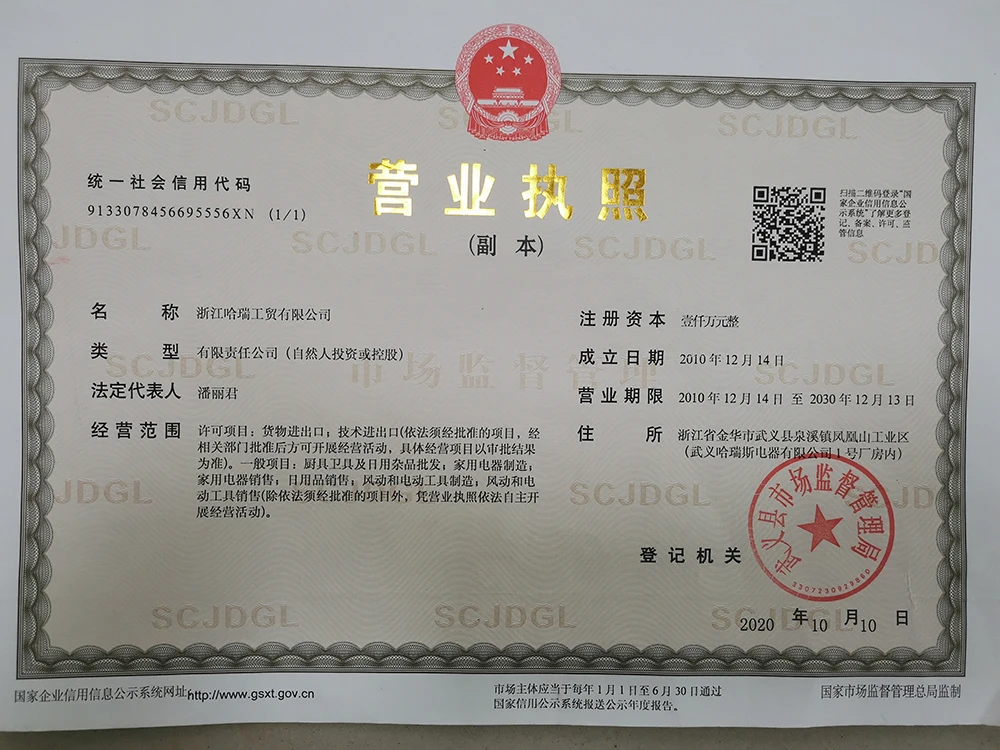 营业执照
(副 本)
统一社会信用代码
9133078456695556XN (1/1)
扫描二维码登录“国
家企业信用信息公
示系统”了解更多登
记、备案、许可、监
管信息
名 称 浙江哈瑞工贸有限公司
类 型 有限责任公司（自然人投资或控股）
法定代表人 潘丽君
经营范围 许可项目：货物进出口；技术进出口(依法须经批准的项目，经
相关部门批准后方可开展经营活动，具体经营项目以审批结果
为准)。一般项目：厨具卫具及日用杂品批发；家用电器制造；
家用电器销售；日用品销售；风动和电动工具制造；风动和电
动工具销售(除依法须经批准的项目外，凭营业执照依法自主开
展经营活动)。
注册资本 壹仟万元整
成立日期 2010年12月14日
营业期限 2010年12月14日 至 2030年12月13日
住 所 浙江省金华市武义县泉溪镇凤凰山工业区
（武义哈瑞斯电器有限公司1号厂房内）
登记机关
武义县市场监督管理局
3307230929880
2020 年 10 月 10 日
国家企业信用信息公示系统网址:http://www.gsxt.gov.cn
市场主体应当于每年1月1日至6月30日通过
国家信用公示系统报送公示年度报告。
国家市场监督管理总局监制
SCJDGL
市场监督管理